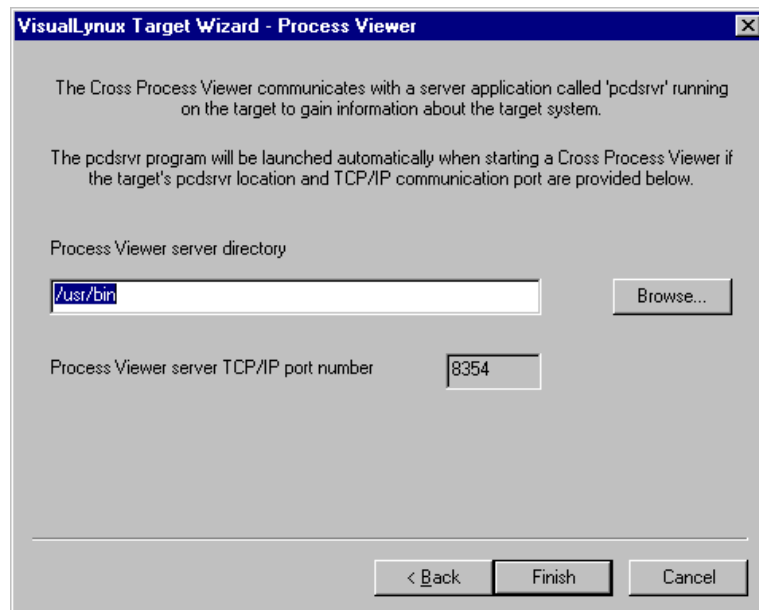 VisualLynux Target Wizard - Process Viewer
The Cross Process Viewer communicates with a server application called 'pcdsrvr' running
on the target to gain information about the target system.
The pcdsrvr program will be launched automatically when starting a Cross Process Viewer if
the target's pcdsrvr location and TCP/IP communication port are provided below.
Process Viewer server directory
/usr/bin
Browse...
Process Viewer server TCP/IP port number
8354
< Back
Finish
Cancel